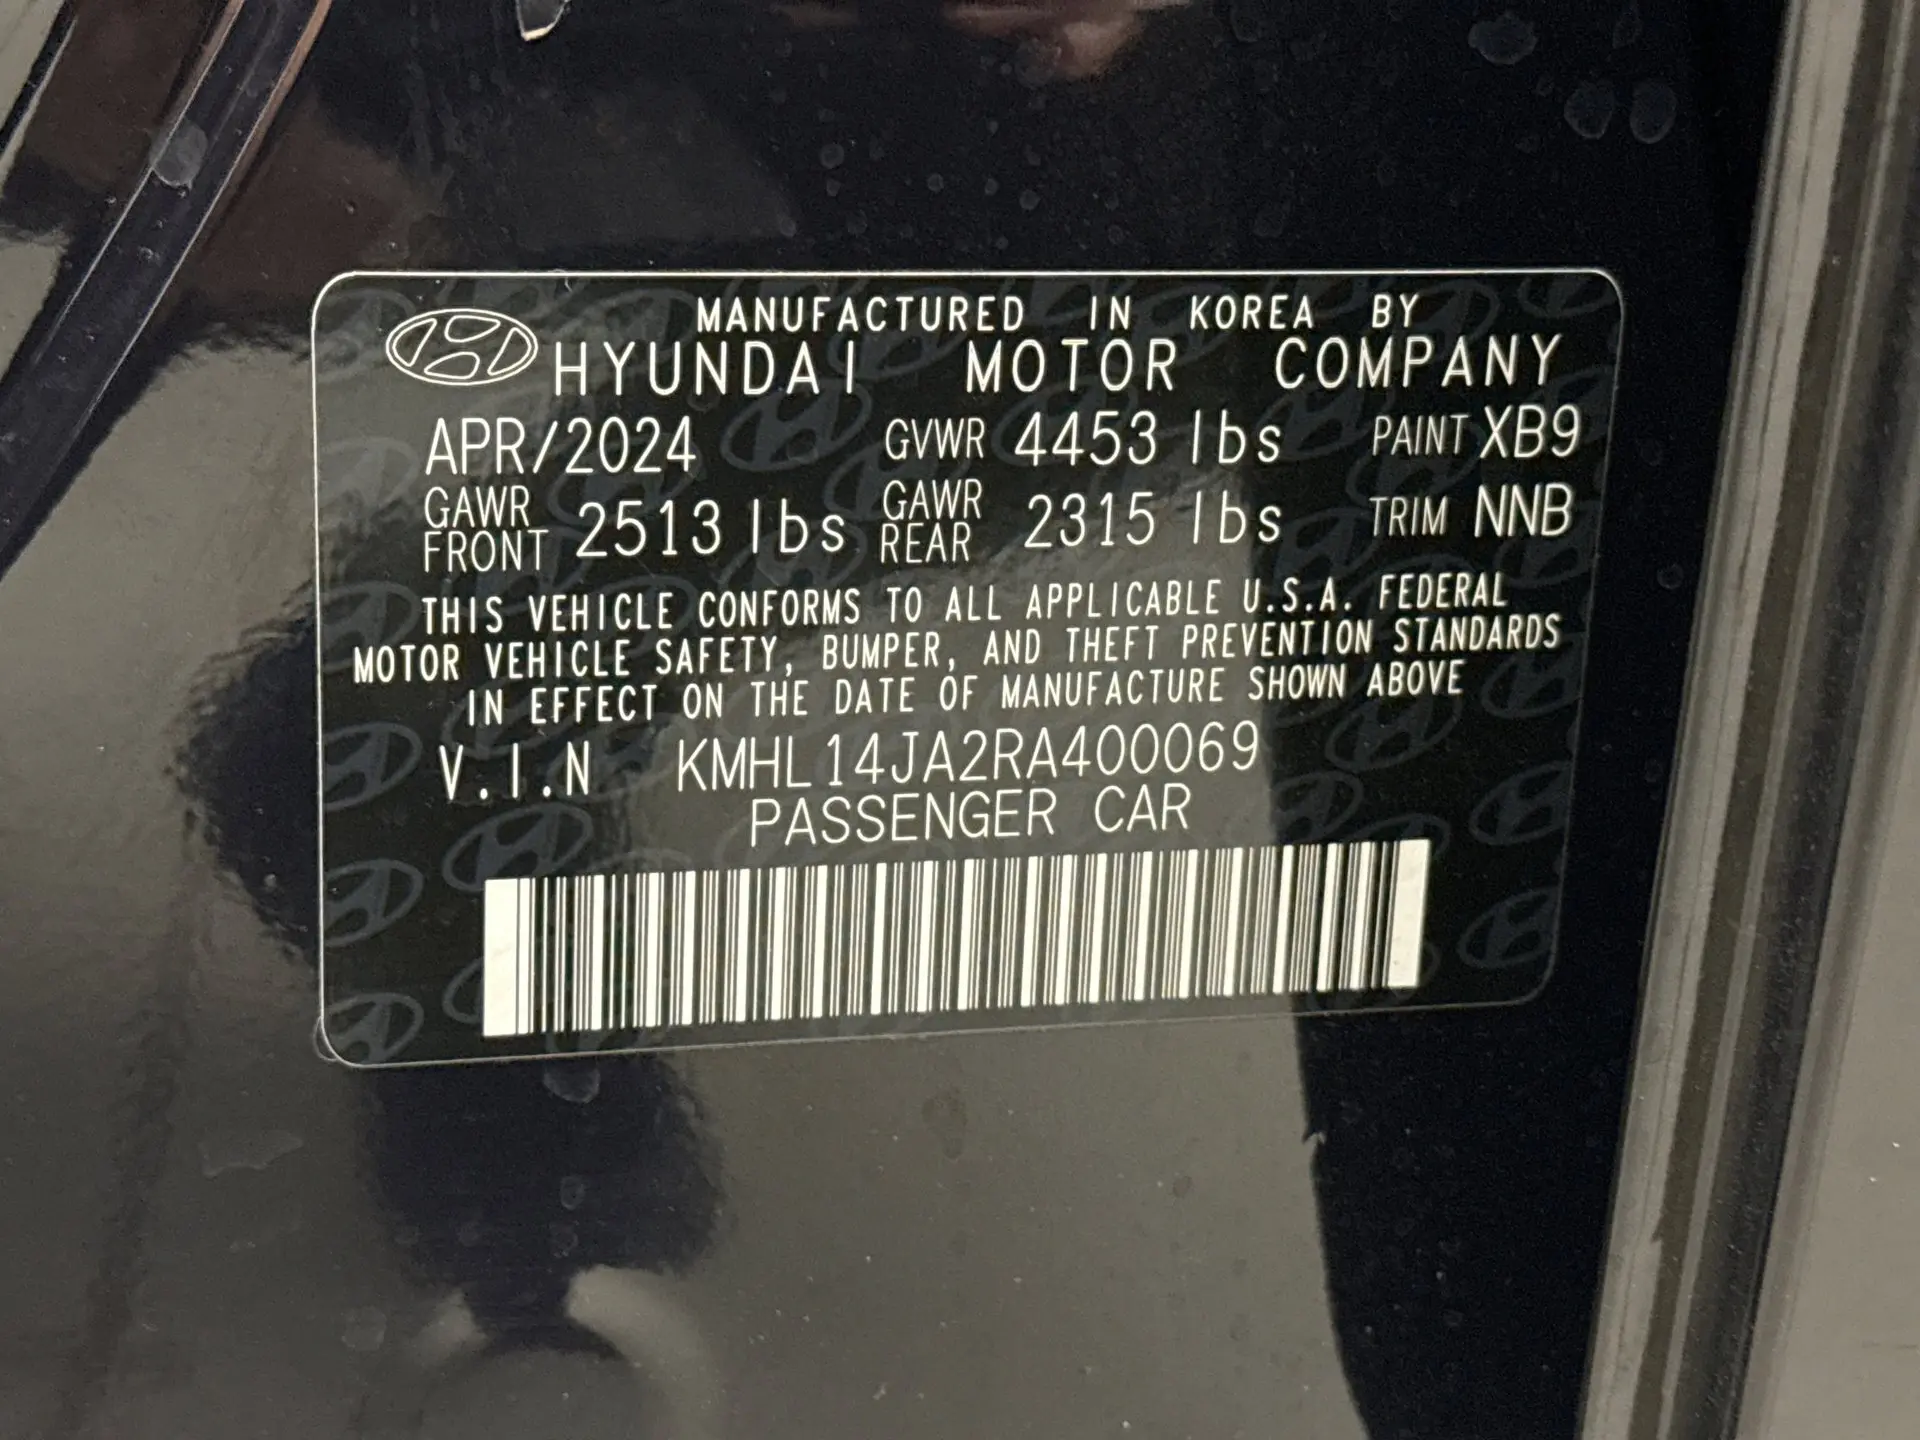 MANUFACTURED IN KOREA BY
HYUNDAI MOTOR COMPANY
APR/2024 GVWR 4453 lbs PAINT XB9
GAWR FRONT 2513 lbs GAWR REAR 2315 lbs TRIM NNB
THIS VEHICLE CONFORMS TO ALL APPLICABLE U.S.A. FEDERAL
MOTOR VEHICLE SAFETY, BUMPER, AND THEFT PREVENTION STANDARDS
IN EFFECT ON THE DATE OF MANUFACTURE SHOWN ABOVE
V.I.N KMHL14JA2RA400069
PASSENGER CAR